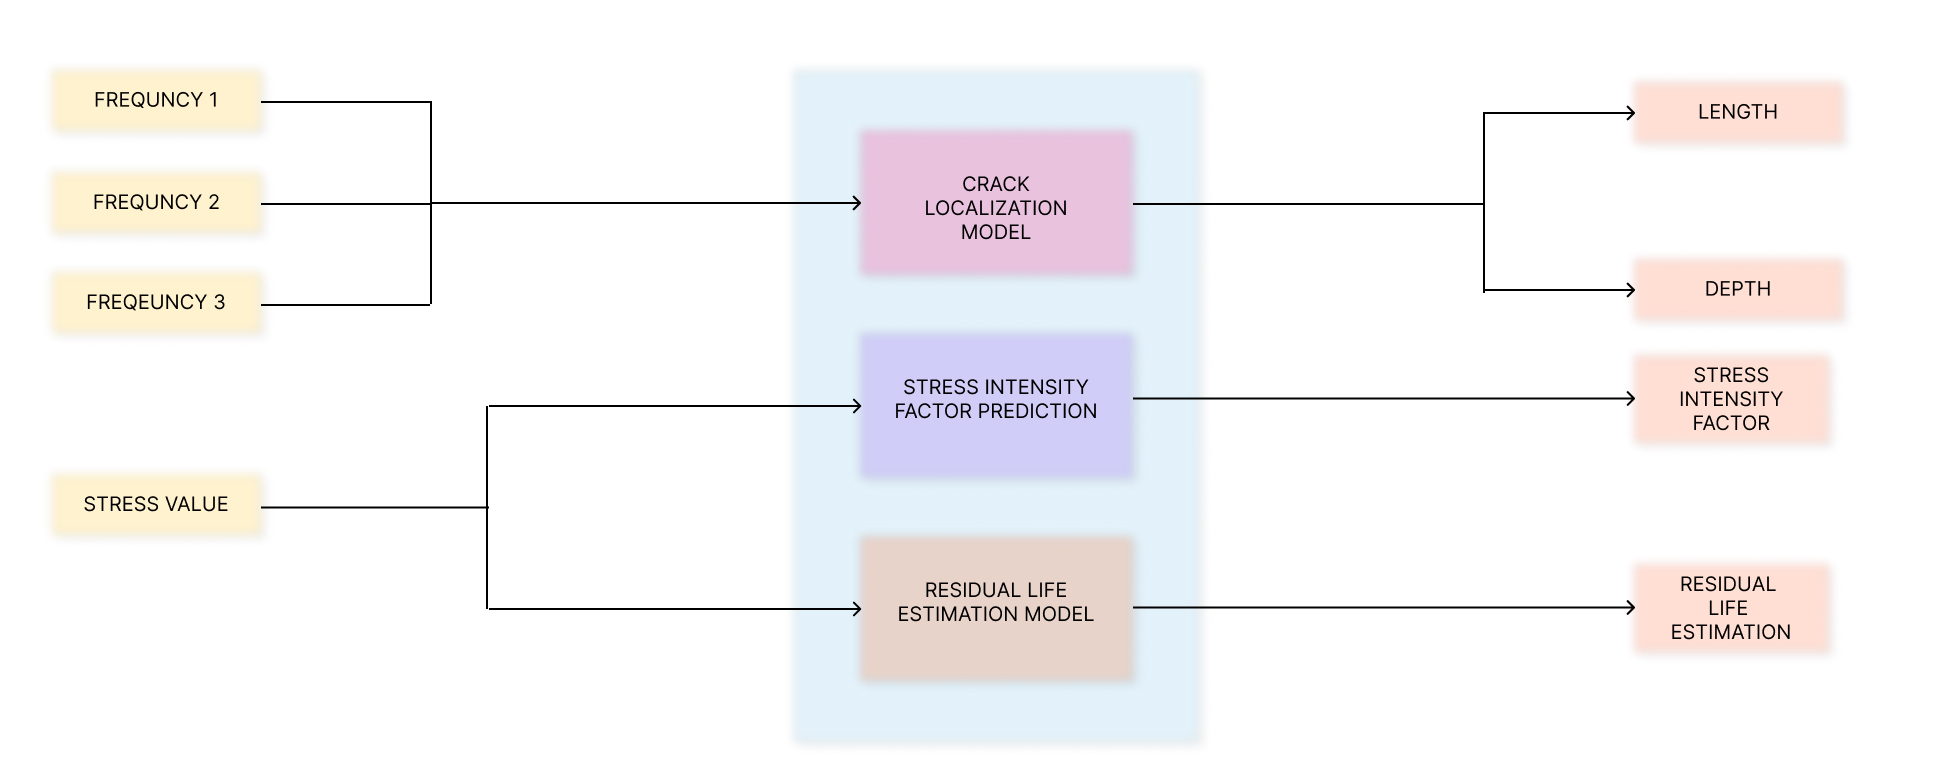 FREQUNCY 1
FREQUNCY 2
FREQEUNCY 3
STRESS VALUE
CRACK
LOCALIZATION
MODEL
STRESS INTENSITY
FACTOR PREDICTION
RESIDUAL LIFE
ESTIMATION MODEL
LENGTH
DEPTH
STRESS
INTENSITY
FACTOR
RESIDUAL
LIFE
ESTIMATION